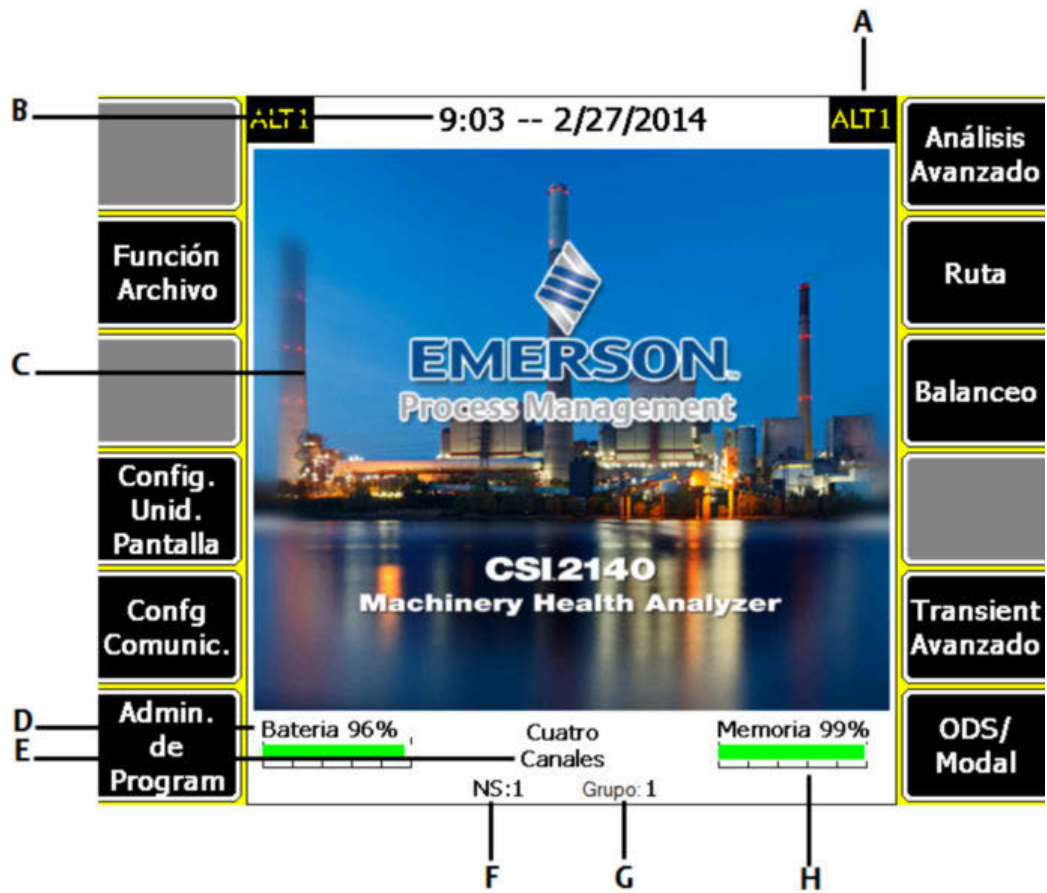 A
B
ALT1
9:03 -- 2/27/2014
ALT1
Análisis
Avanzado
Función
Archivo
Ruta
C
EMERSON™
Process Management
Balanceo
Config.
Unid.
Pantalla
CSI.2140
Machinery Health Analyzer
Confg
Comunic.
Transient
Avanzado
D
E
Admin.
de
Program
Bateria 96%
Cuatro
Canales
Memoria 99%
ODS/
Modal
NS:1
Grupo: 1
F
G
H